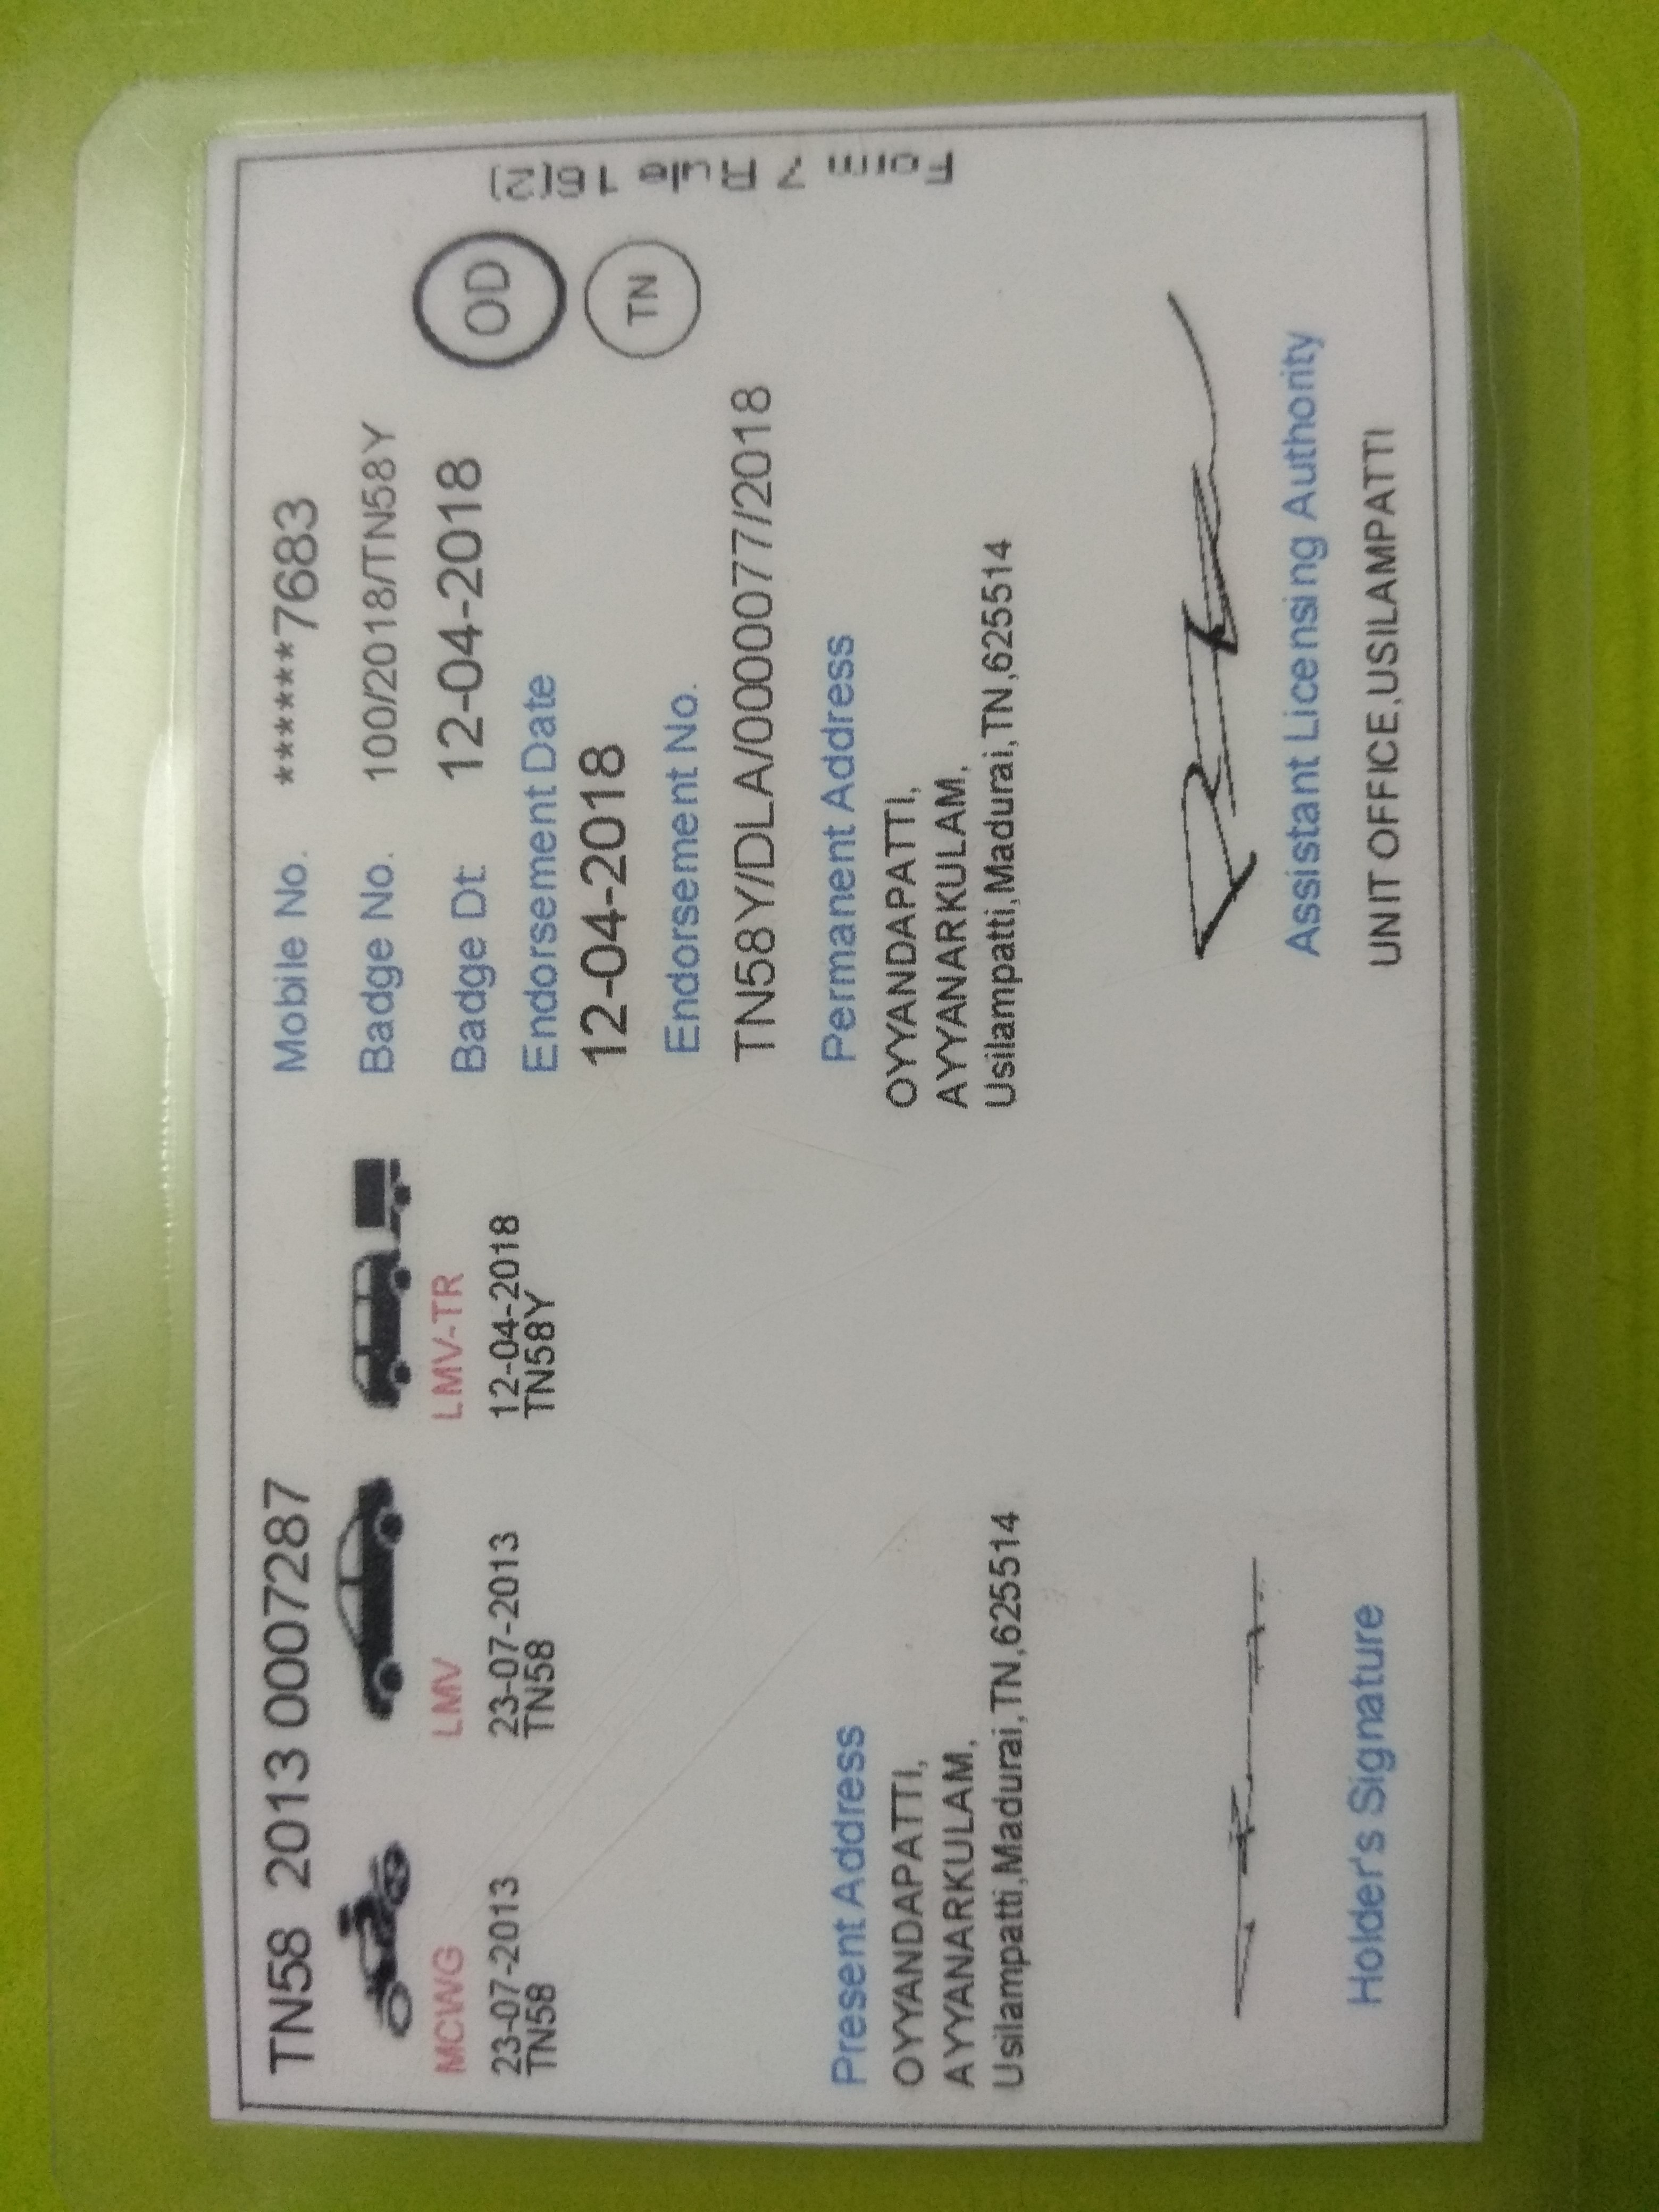 TN58 2013 0007287
MCWG
23-07-2013
TN58
LMV
23-07-2013
TN58
LMV-TR
12-04-2018
TN58Y
Mobile No. ******7683
Badge No. 100/2018/TN58Y
Badge Dt 12-04-2018
Endorsement Date
12-04-2018
Endorsement No.
TN58Y/DLA/000077/2018
OD
TN
Form 7 Rule 16(2)
Present Address
OYYANDAPATTI,
AYYANARKULAM,
Usilampatti,Madurai,TN,625514
Permanent Address
OYYANDAPATTI,
AYYANARKULAM,
Usilampatti,Madurai,TN,625514
Holder's Signature
Assistant Licensing Authority
UNIT OFFICE,USILAMPATTI